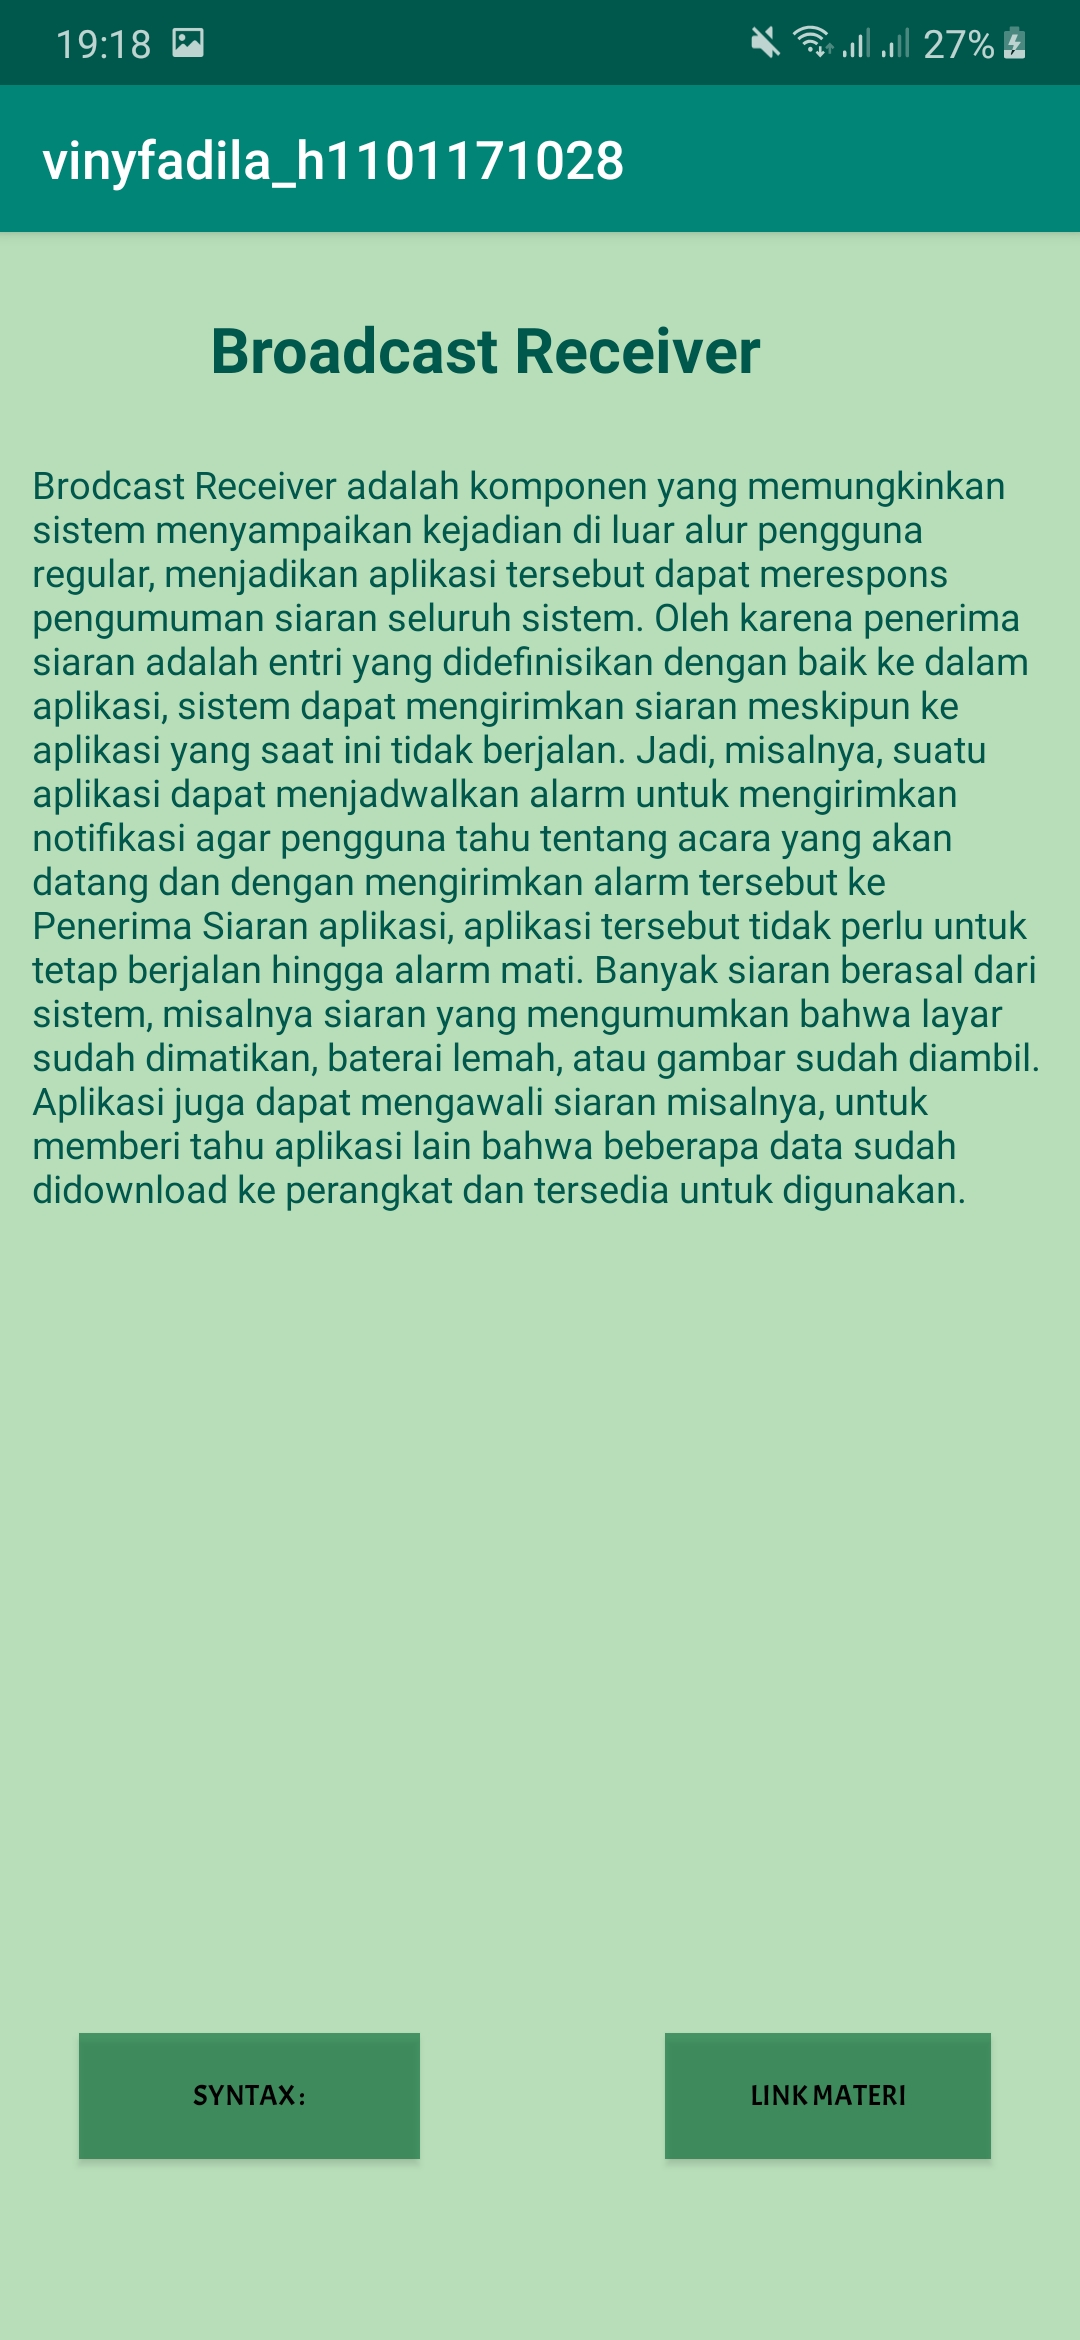 19:18
27%
vinyfadila_h1101171028
Broadcast Receiver
Brodcast Receiver adalah komponen yang memungkinkan
sistem menyampaikan kejadian di luar alur pengguna
regular, menjadikan aplikasi tersebut dapat merespons
pengumuman siaran seluruh sistem. Oleh karena penerima
siaran adalah entri yang didefinisikan dengan baik ke dalam
aplikasi, sistem dapat mengirimkan siaran meskipun ke
aplikasi yang saat ini tidak berjalan. Jadi, misalnya, suatu
aplikasi dapat menjadwalkan alarm untuk mengirimkan
notifikasi agar pengguna tahu tentang acara yang akan
datang dan dengan mengirimkan alarm tersebut ke
Penerima Siaran aplikasi, aplikasi tersebut tidak perlu untuk
tetap berjalan hingga alarm mati. Banyak siaran berasal dari
sistem, misalnya siaran yang mengumumkan bahwa layar
sudah dimatikan, baterai lemah, atau gambar sudah diambil.
Aplikasi juga dapat mengawali siaran misalnya, untuk
memberi tahu aplikasi lain bahwa beberapa data sudah
didownload ke perangkat dan tersedia untuk digunakan.
SYNTAX :
LINK MATERI